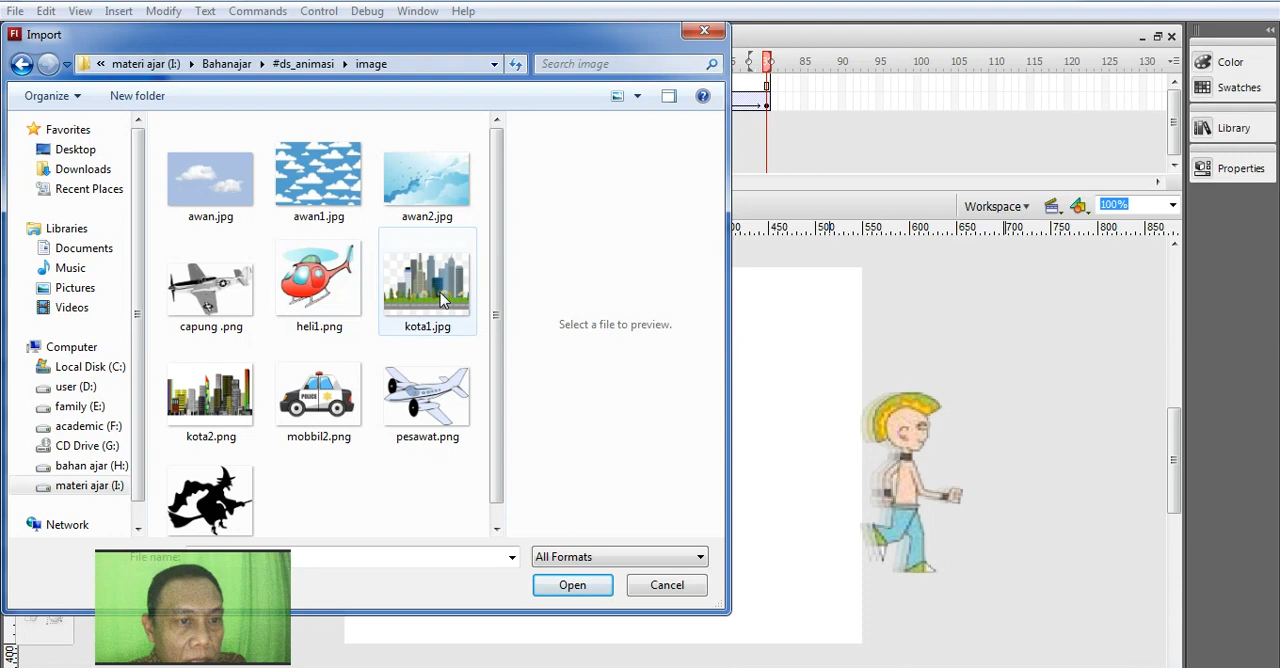 File Edit View Insert Modify Text Commands Control Debug Window Help
Fl Import
« materi ajar (I:) Bahanajar #ds_animasi image Search image
Organize New folder
Favorites
Desktop
Downloads
Recent Places
Libraries
Documents
Music
Pictures
Videos
Computer
Local Disk (C:)
user (D:)
family (E:)
academic (F:)
CD Drive (G:)
bahan ajar (H:)
materi ajar (I:)
Network
awan.jpg awan1.jpg awan2.jpg
capung .png heli1.png kota1.jpg
kota2.png mobbil2.png pesawat.png
POLICE
Select a file to preview.
File name: All Formats
Open Cancel
85 90 95 100 105 110 115 120 125 130
Workspace 100%
450 500 550 600 650 700 750 800 850
400
Color
Swatches
Library
Properties